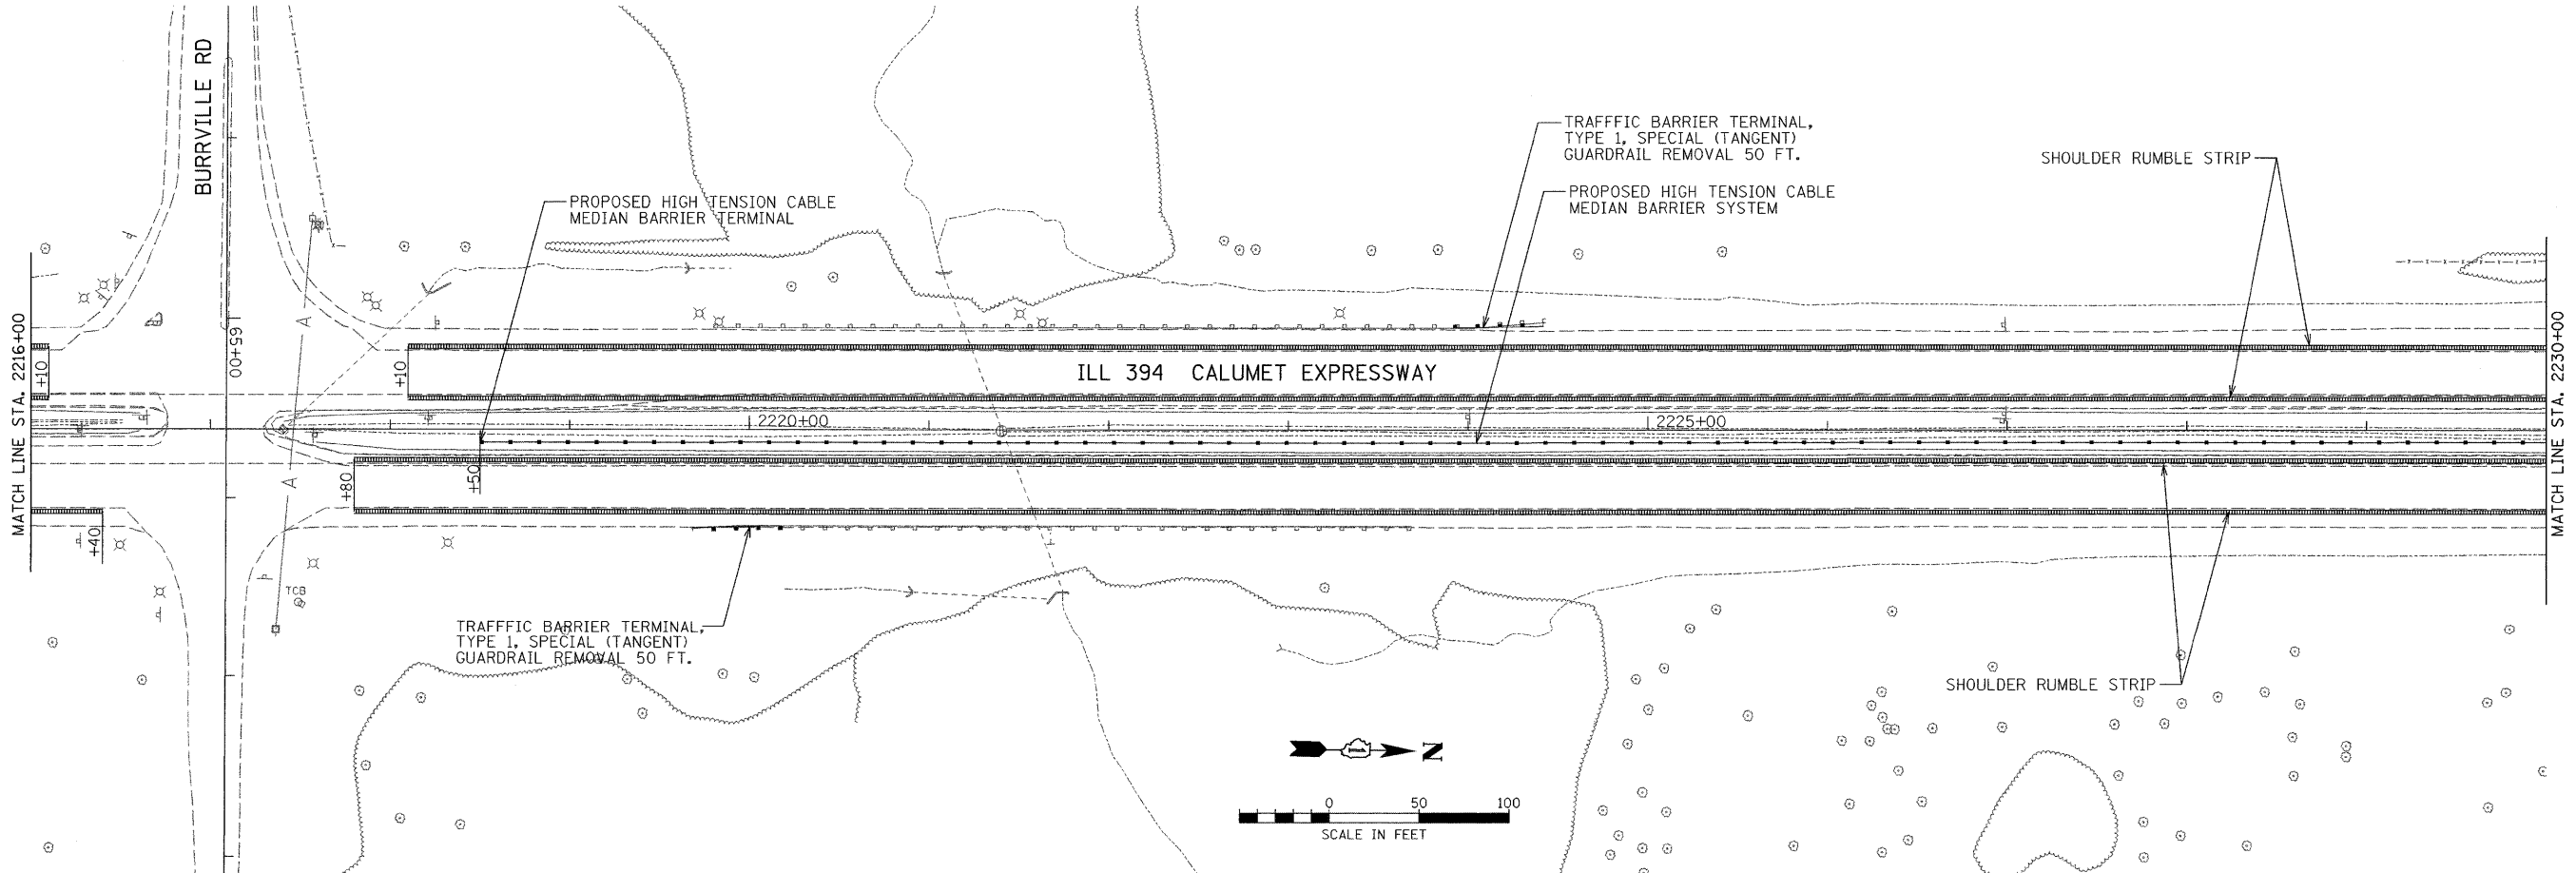 BURRVILLE RD
TRAFFFIC BARRIER TERMINAL,
TYPE 1, SPECIAL (TANGENT)
GUARDRAIL REMOVAL 50 FT.
SHOULDER RUMBLE STRIP
PROPOSED HIGH TENSION CABLE
MEDIAN BARRIER TERMINAL
PROPOSED HIGH TENSION CABLE
MEDIAN BARRIER SYSTEM
MATCH LINE STA. 2216+00
+10
65+00
A
+10
ILL 394 CALUMET EXPRESSWAY
MATCH LINE STA. 2230+00
2220+00
2225+00
A
+80
+50
+40
TCB
TRAFFFIC BARRIER TERMINAL,
TYPE 1, SPECIAL (TANGENT)
GUARDRAIL REMOVAL 50 FT.
SHOULDER RUMBLE STRIP
N
0 50 100
SCALE IN FEET